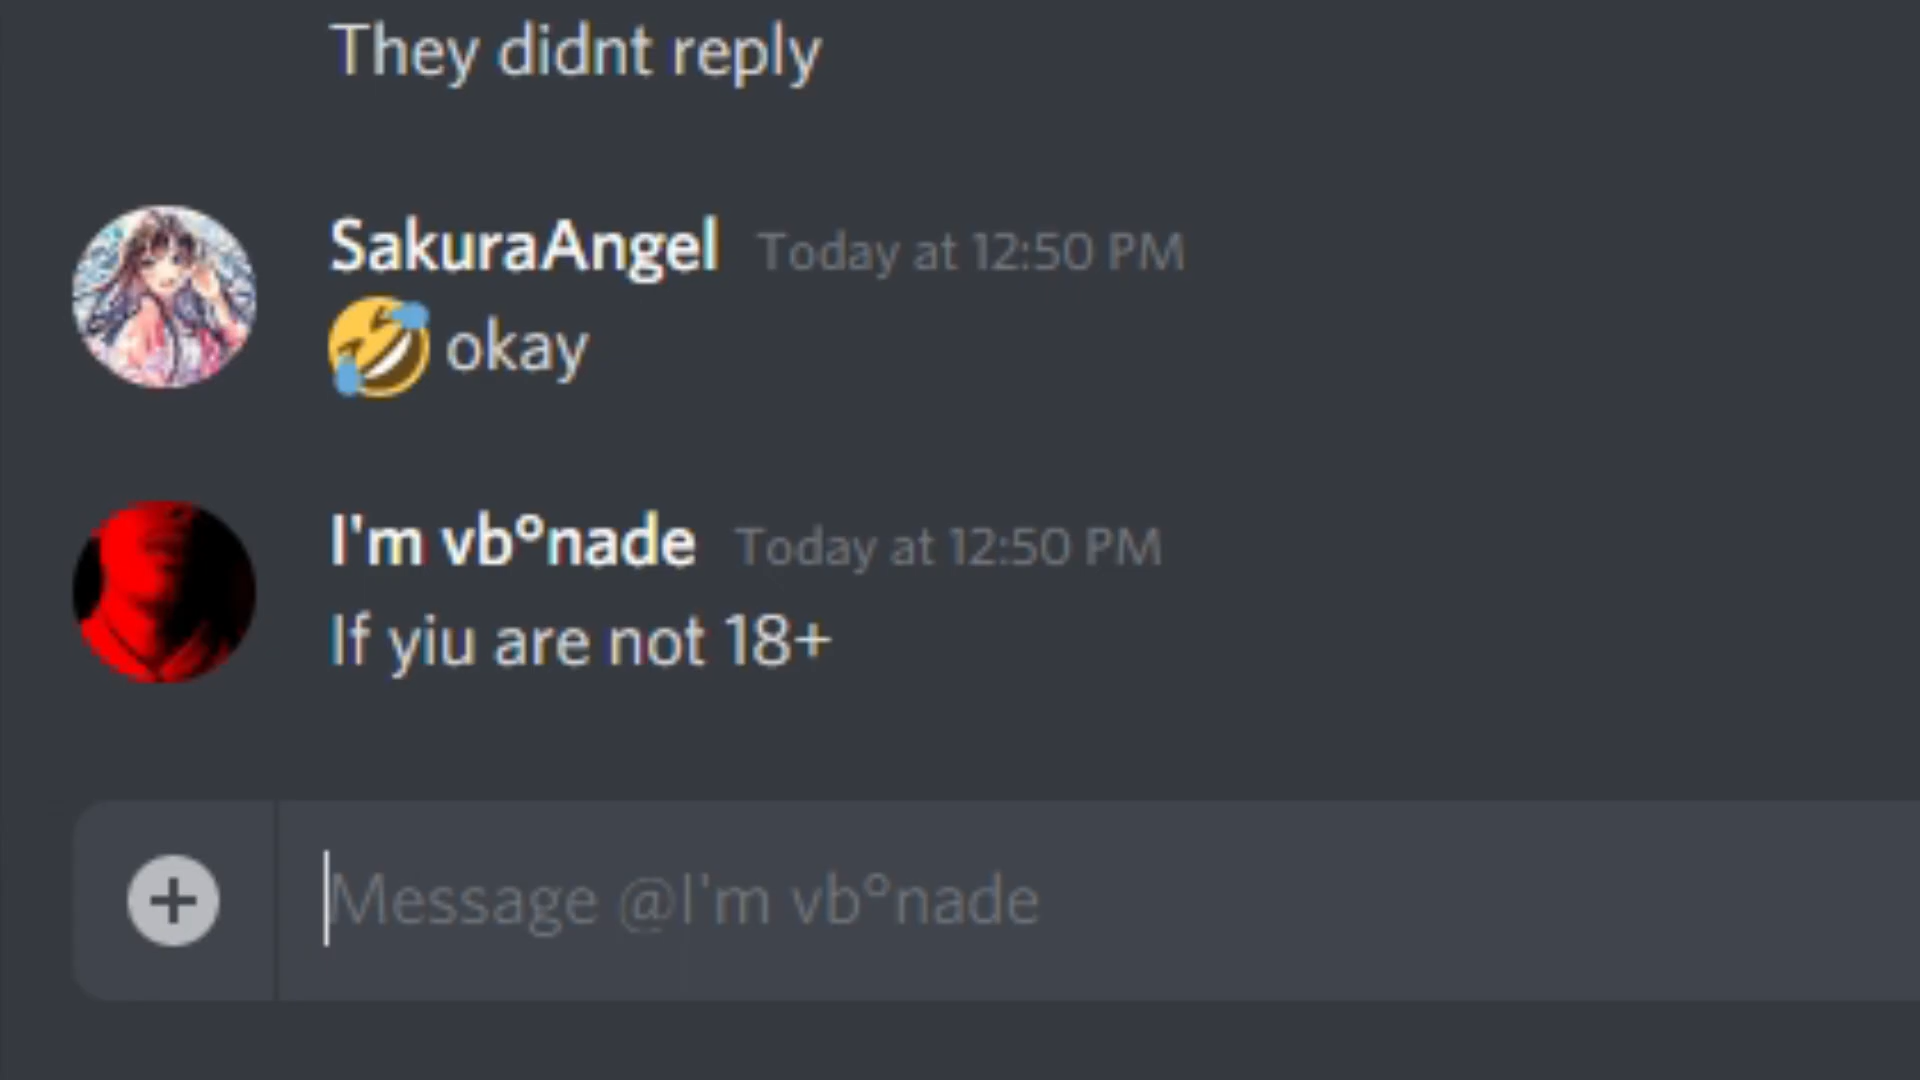 They didnt reply
SakuraAngel Today at 12:50 PM
🤣 okay
I'm vb°nade Today at 12:50 PM
If yiu are not 18+
Message @I'm vb°nade